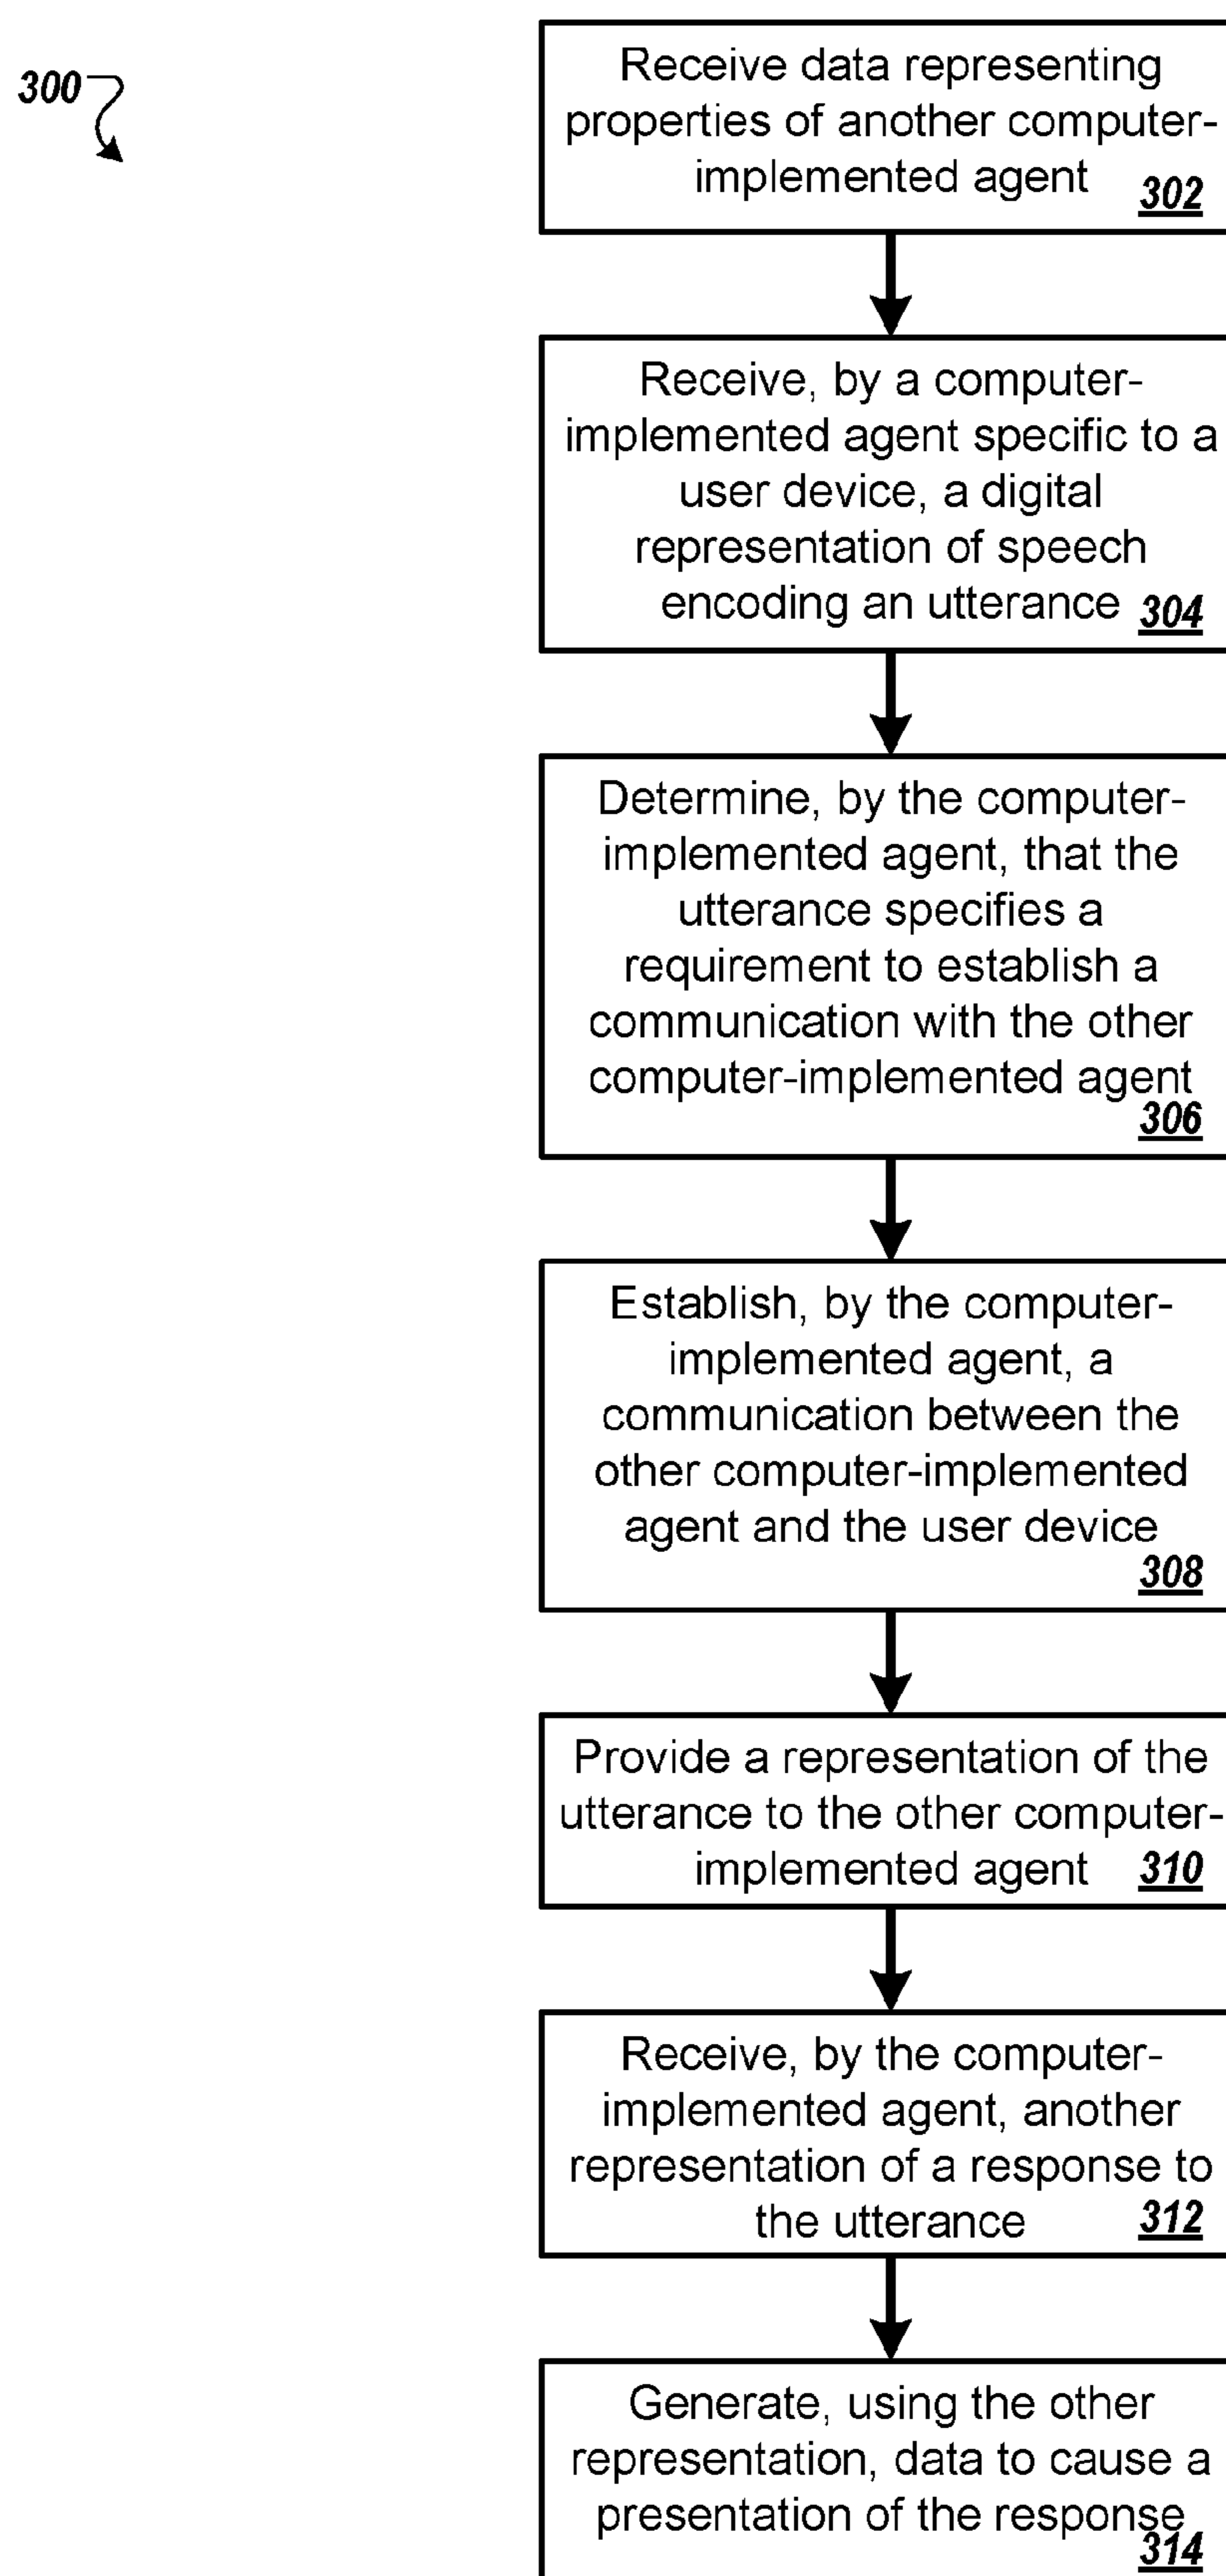 300
Receive data representing
properties of another computer-
implemented agent 302
Receive, by a computer-
implemented agent specific to a
user device, a digital
representation of speech
encoding an utterance 304
Determine, by the computer-
implemented agent, that the
utterance specifies a
requirement to establish a
communication with the other
computer-implemented agent
306
Establish, by the computer-
implemented agent, a
communication between the
other computer-implemented
agent and the user device
308
Provide a representation of the
utterance to the other computer-
implemented agent 310
Receive, by the computer-
implemented agent, another
representation of a response to
the utterance 312
Generate, using the other
representation, data to cause a
presentation of the response
314